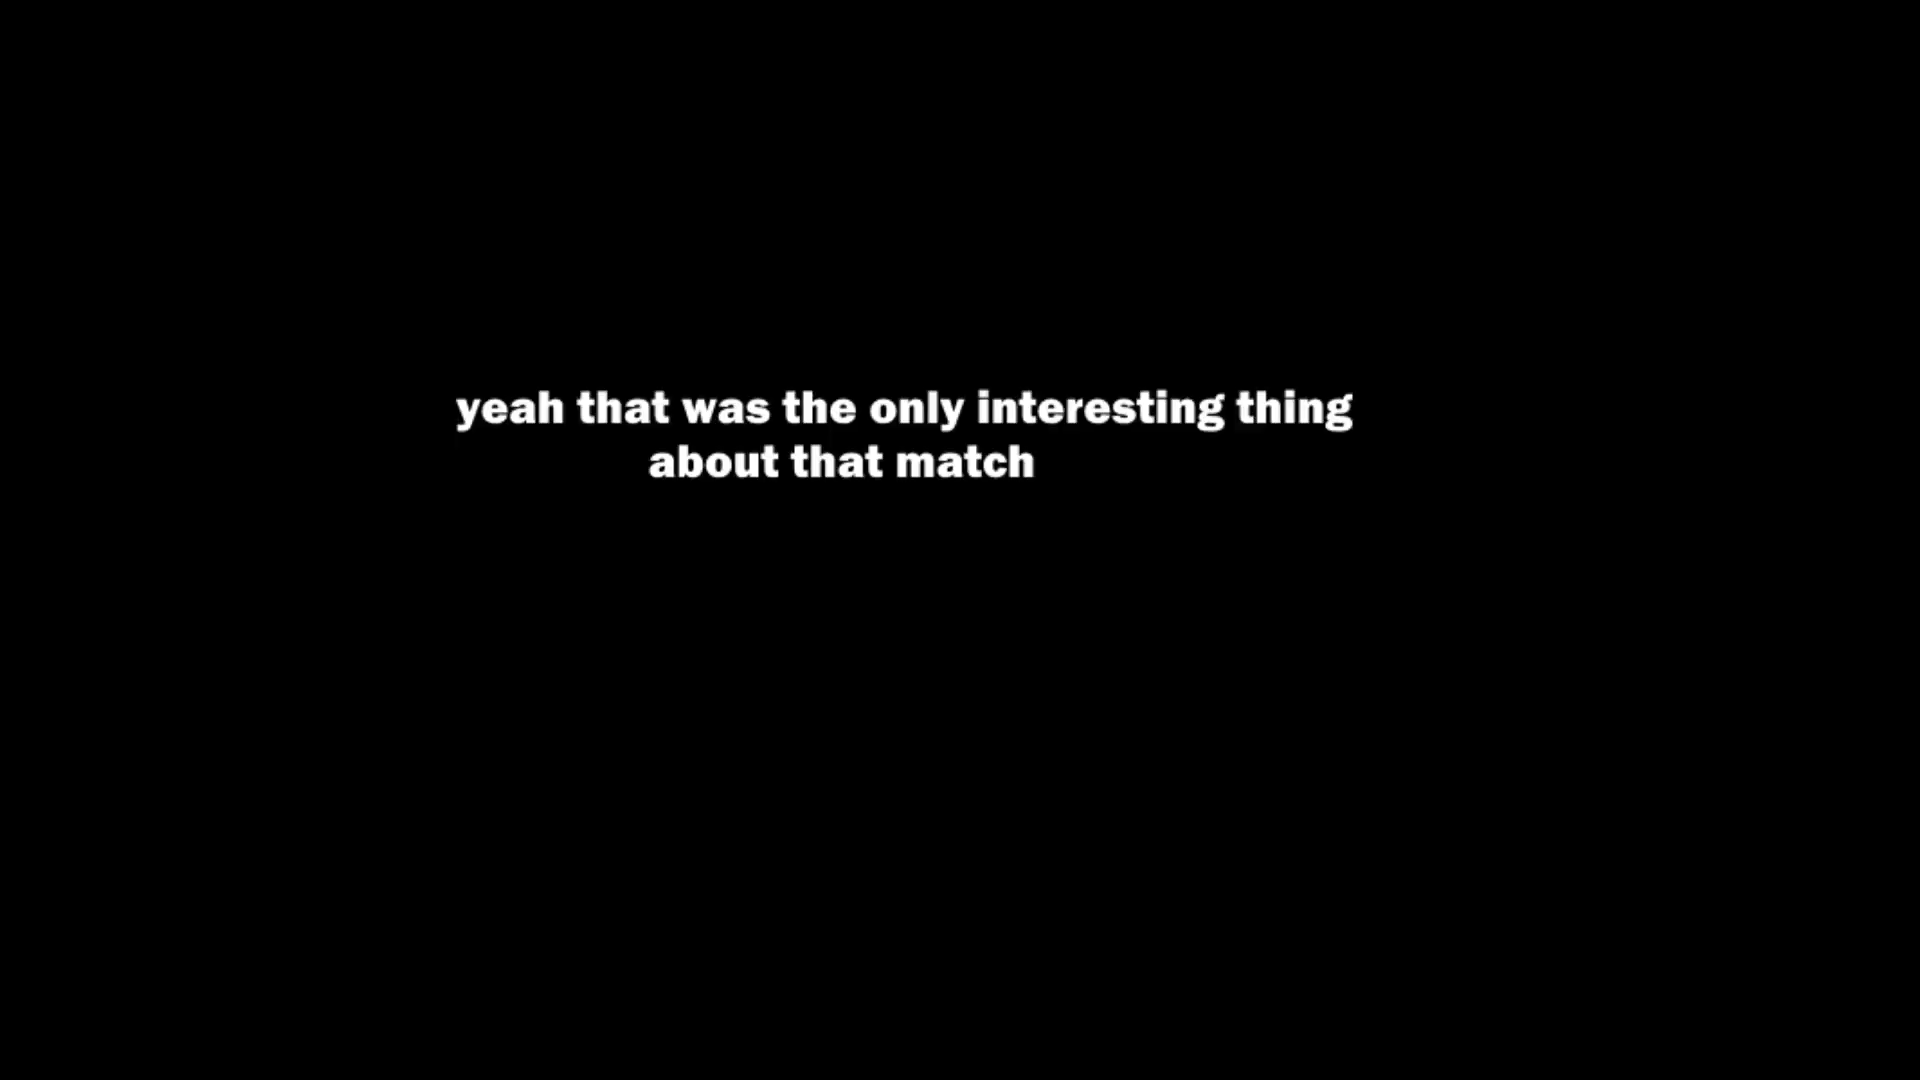 yeah that was the only interesting thing
about that match